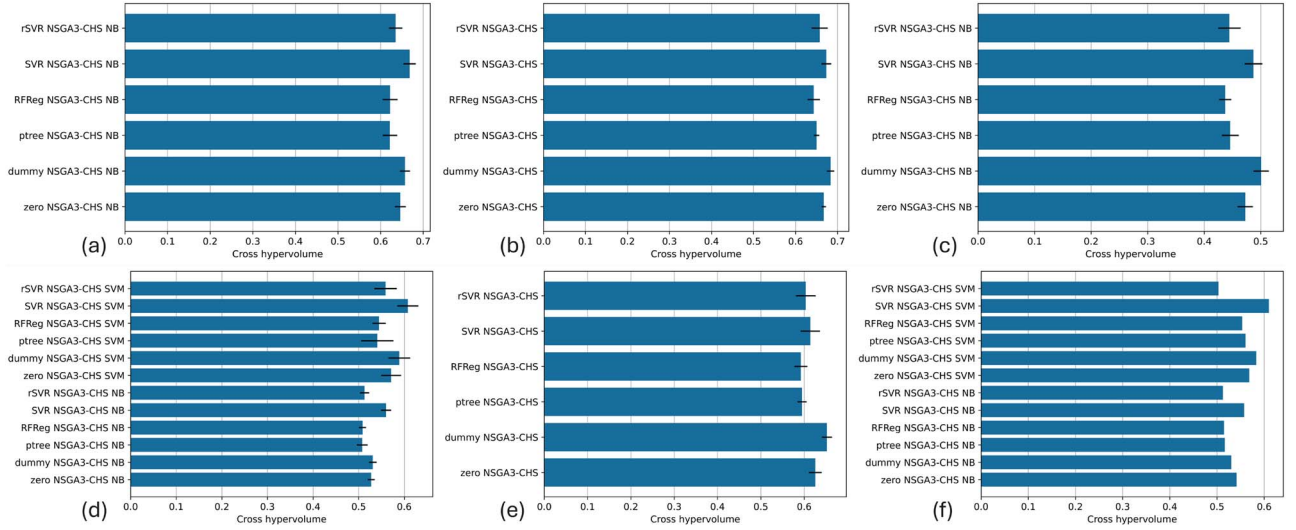 rSVR NSGA3-CHS NB
SVR NSGA3-CHS NB
RFReg NSGA3-CHS NB
ptree NSGA3-CHS NB
dummy NSGA3-CHS NB
zero NSGA3-CHS NB
0.0 0.1 0.2 0.3 0.4 0.5 0.6 0.7
Cross hypervolume
(a)
rSVR NSGA3-CHS
SVR NSGA3-CHS
RFReg NSGA3-CHS
ptree NSGA3-CHS
dummy NSGA3-CHS
zero NSGA3-CHS
0.0 0.1 0.2 0.3 0.4 0.5 0.6 0.7
Cross hypervolume
(b)
rSVR NSGA3-CHS NB
SVR NSGA3-CHS NB
RFReg NSGA3-CHS NB
ptree NSGA3-CHS NB
dummy NSGA3-CHS NB
zero NSGA3-CHS NB
0.0 0.1 0.2 0.3 0.4 0.5
Cross hypervolume
(c)
rSVR NSGA3-CHS SVM
SVR NSGA3-CHS SVM
RFReg NSGA3-CHS SVM
ptree NSGA3-CHS SVM
dummy NSGA3-CHS SVM
zero NSGA3-CHS SVM
rSVR NSGA3-CHS NB
SVR NSGA3-CHS NB
RFReg NSGA3-CHS NB
ptree NSGA3-CHS NB
dummy NSGA3-CHS NB
zero NSGA3-CHS NB
0.0 0.1 0.2 0.3 0.4 0.5 0.6
Cross hypervolume
(d)
rSVR NSGA3-CHS
SVR NSGA3-CHS
RFReg NSGA3-CHS
ptree NSGA3-CHS
dummy NSGA3-CHS
zero NSGA3-CHS
0.0 0.1 0.2 0.3 0.4 0.5 0.6
Cross hypervolume
(e)
rSVR NSGA3-CHS SVM
SVR NSGA3-CHS SVM
RFReg NSGA3-CHS SVM
ptree NSGA3-CHS SVM
dummy NSGA3-CHS SVM
zero NSGA3-CHS SVM
rSVR NSGA3-CHS NB
SVR NSGA3-CHS NB
RFReg NSGA3-CHS NB
ptree NSGA3-CHS NB
dummy NSGA3-CHS NB
zero NSGA3-CHS NB
0.0 0.1 0.2 0.3 0.4 0.5 0.6
Cross hypervolume
(f)